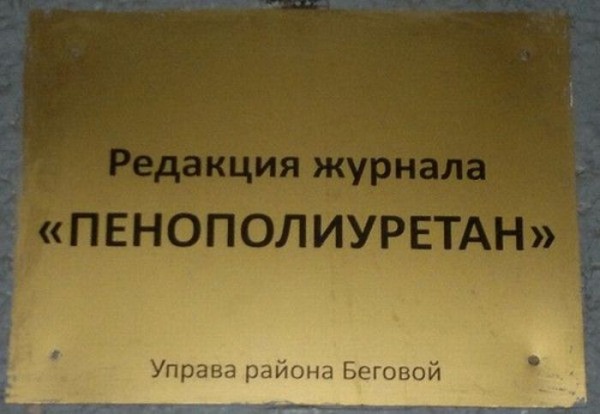 Редакция журнала
«ПЕНОПОЛИУРЕТАН»
Управа района Беговой